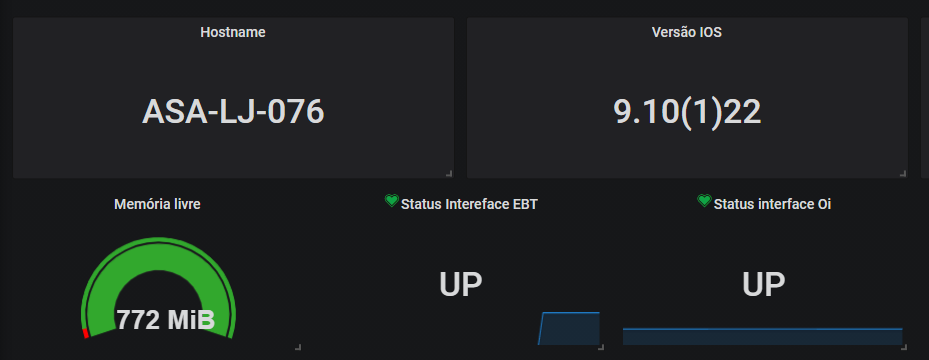 Hostname
Versão IOS
ASA-LJ-076
9.10(1)22
Memória livre
Status Intereface EBT
Status interface Oi
772 MiB
UP
UP